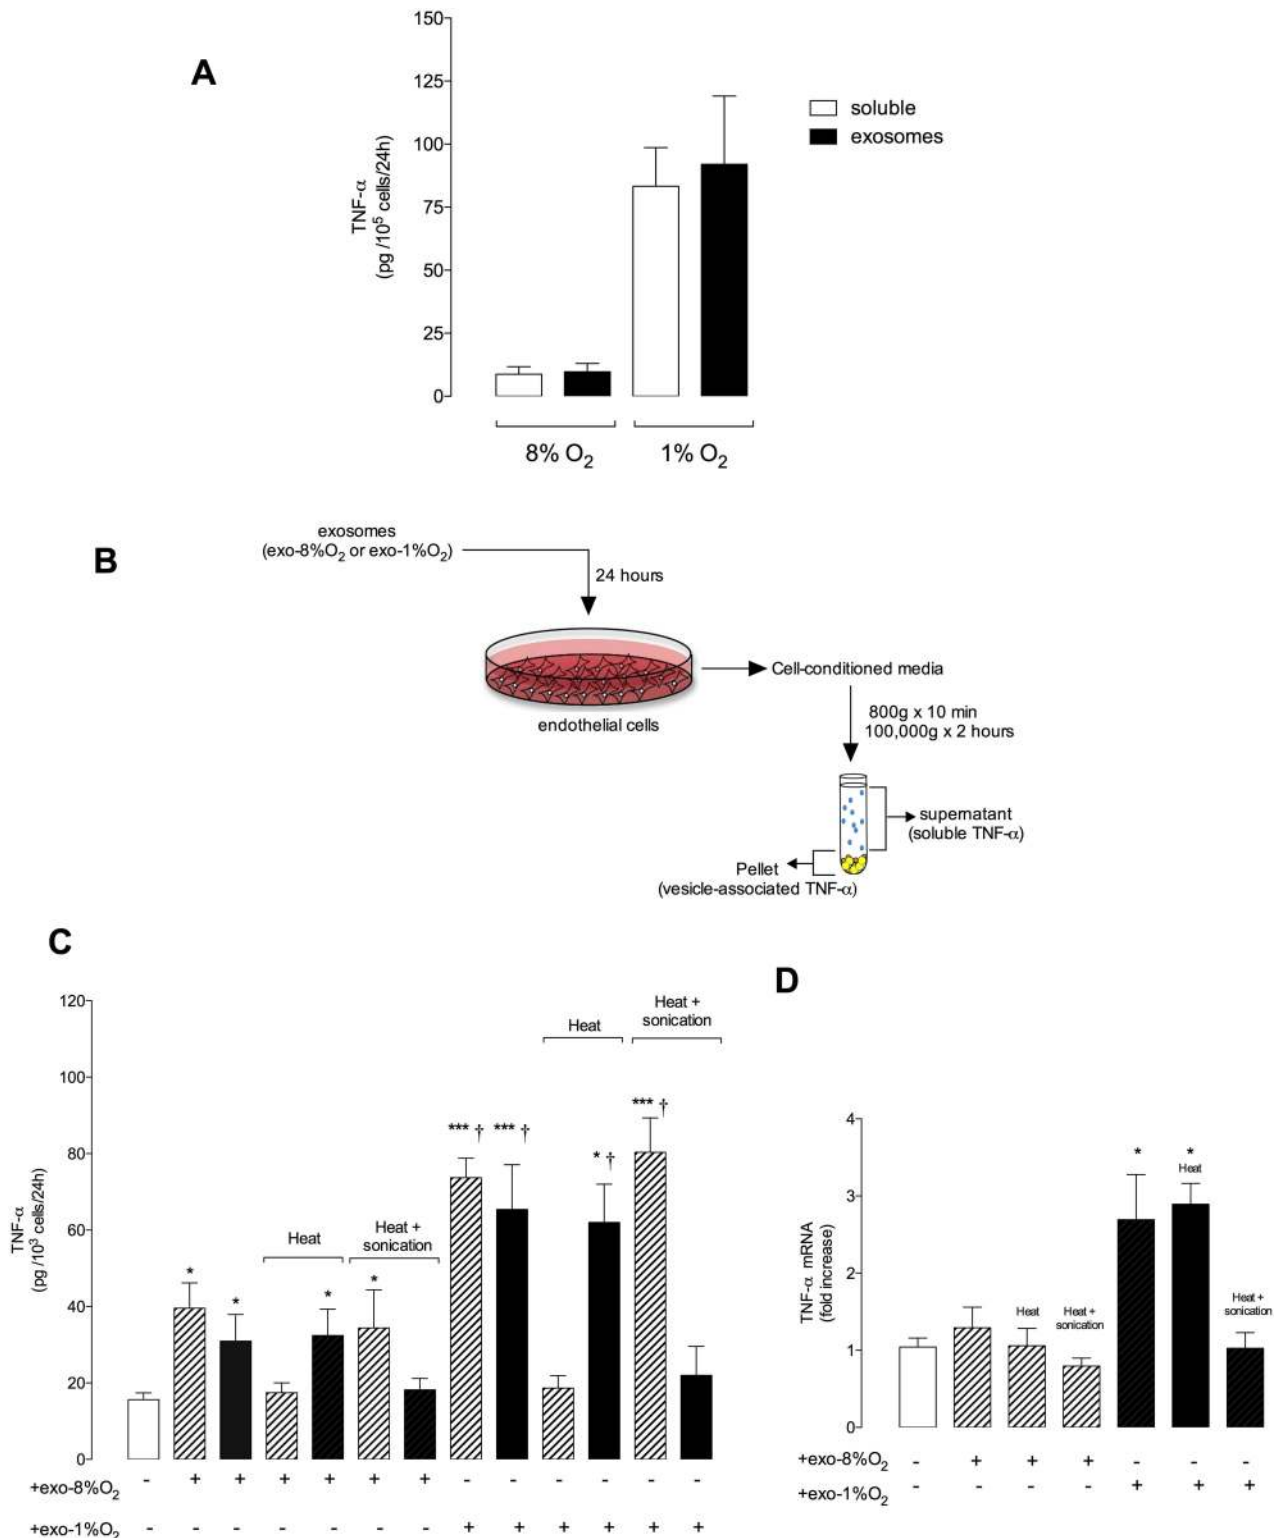 A
150
125
100
75
50
25
0
TNF-α
(pg /10⁵ cells/24h)
soluble
exosomes
8% O₂
1% O₂
B
exosomes
(exo-8%O₂ or exo-1%O₂)
24 hours
endothelial cells
Cell-conditioned media
800g x 10 min
100,000g x 2 hours
supernatant
(soluble TNF-α)
Pellet
(vesicle-associated TNF-α)
C
120
100
80
60
40
20
0
TNF-α
(pg /10³ cells/24h)
* * * *
Heat
Heat +
sonication
*** † *** † * † *** †
Heat
Heat +
sonication
+exo-8%O₂ - + + + + + + - - - - - -
+exo-1%O₂ - - - - - - - + + + + + +
D
4
3
2
1
0
TNF-α mRNA
(fold increase)
* *
Heat
Heat
Heat +
sonication
Heat +
sonication
+exo-8%O₂ - + + + - - -
+exo-1%O₂ - - - - + + +